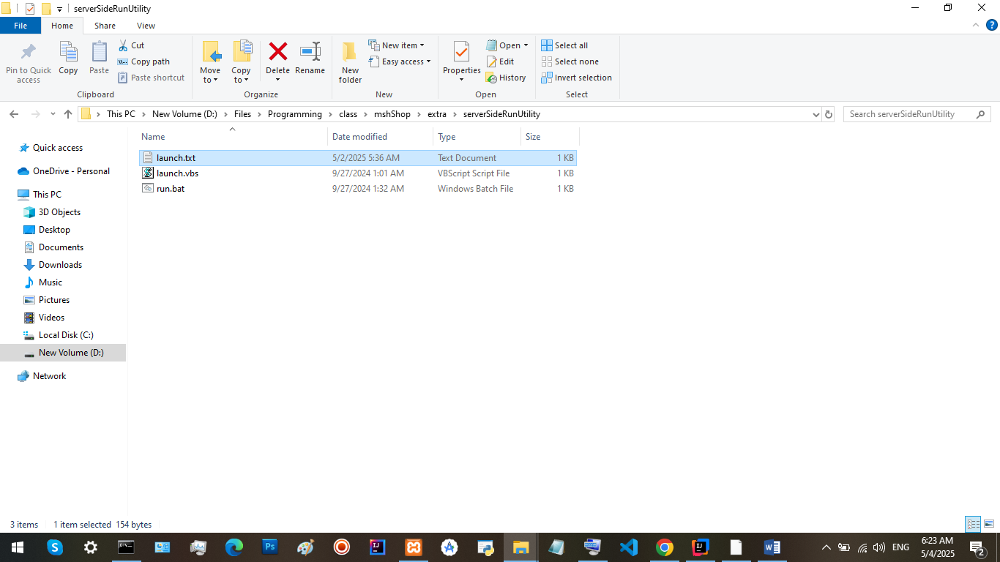 serverSideRunUtility
File Home Share View
Pin to Quick access
Copy
Paste
Cut
Copy path
Paste shortcut
Clipboard
Move to
Copy to
Delete
Rename
Organize
New folder
New item
Easy access
New
Properties
Open
Edit
History
Open
Select all
Select none
Invert selection
Select
This PC New Volume (D:) Files Programming class mshShop extra serverSideRunUtility
Search serverSideRunUtility
Name Date modified Type Size
launch.txt 5/2/2025 5:36 AM Text Document 1 KB
launch.vbs 9/27/2024 1:01 AM VBScript Script File 1 KB
run.bat 9/27/2024 1:32 AM Windows Batch File 1 KB
Quick access
OneDrive - Personal
This PC
3D Objects
Desktop
Documents
Downloads
Music
Pictures
Videos
Local Disk (C:)
New Volume (D:)
Network
3 items 1 item selected 154 bytes
ENG
6:23 AM
5/4/2025
2